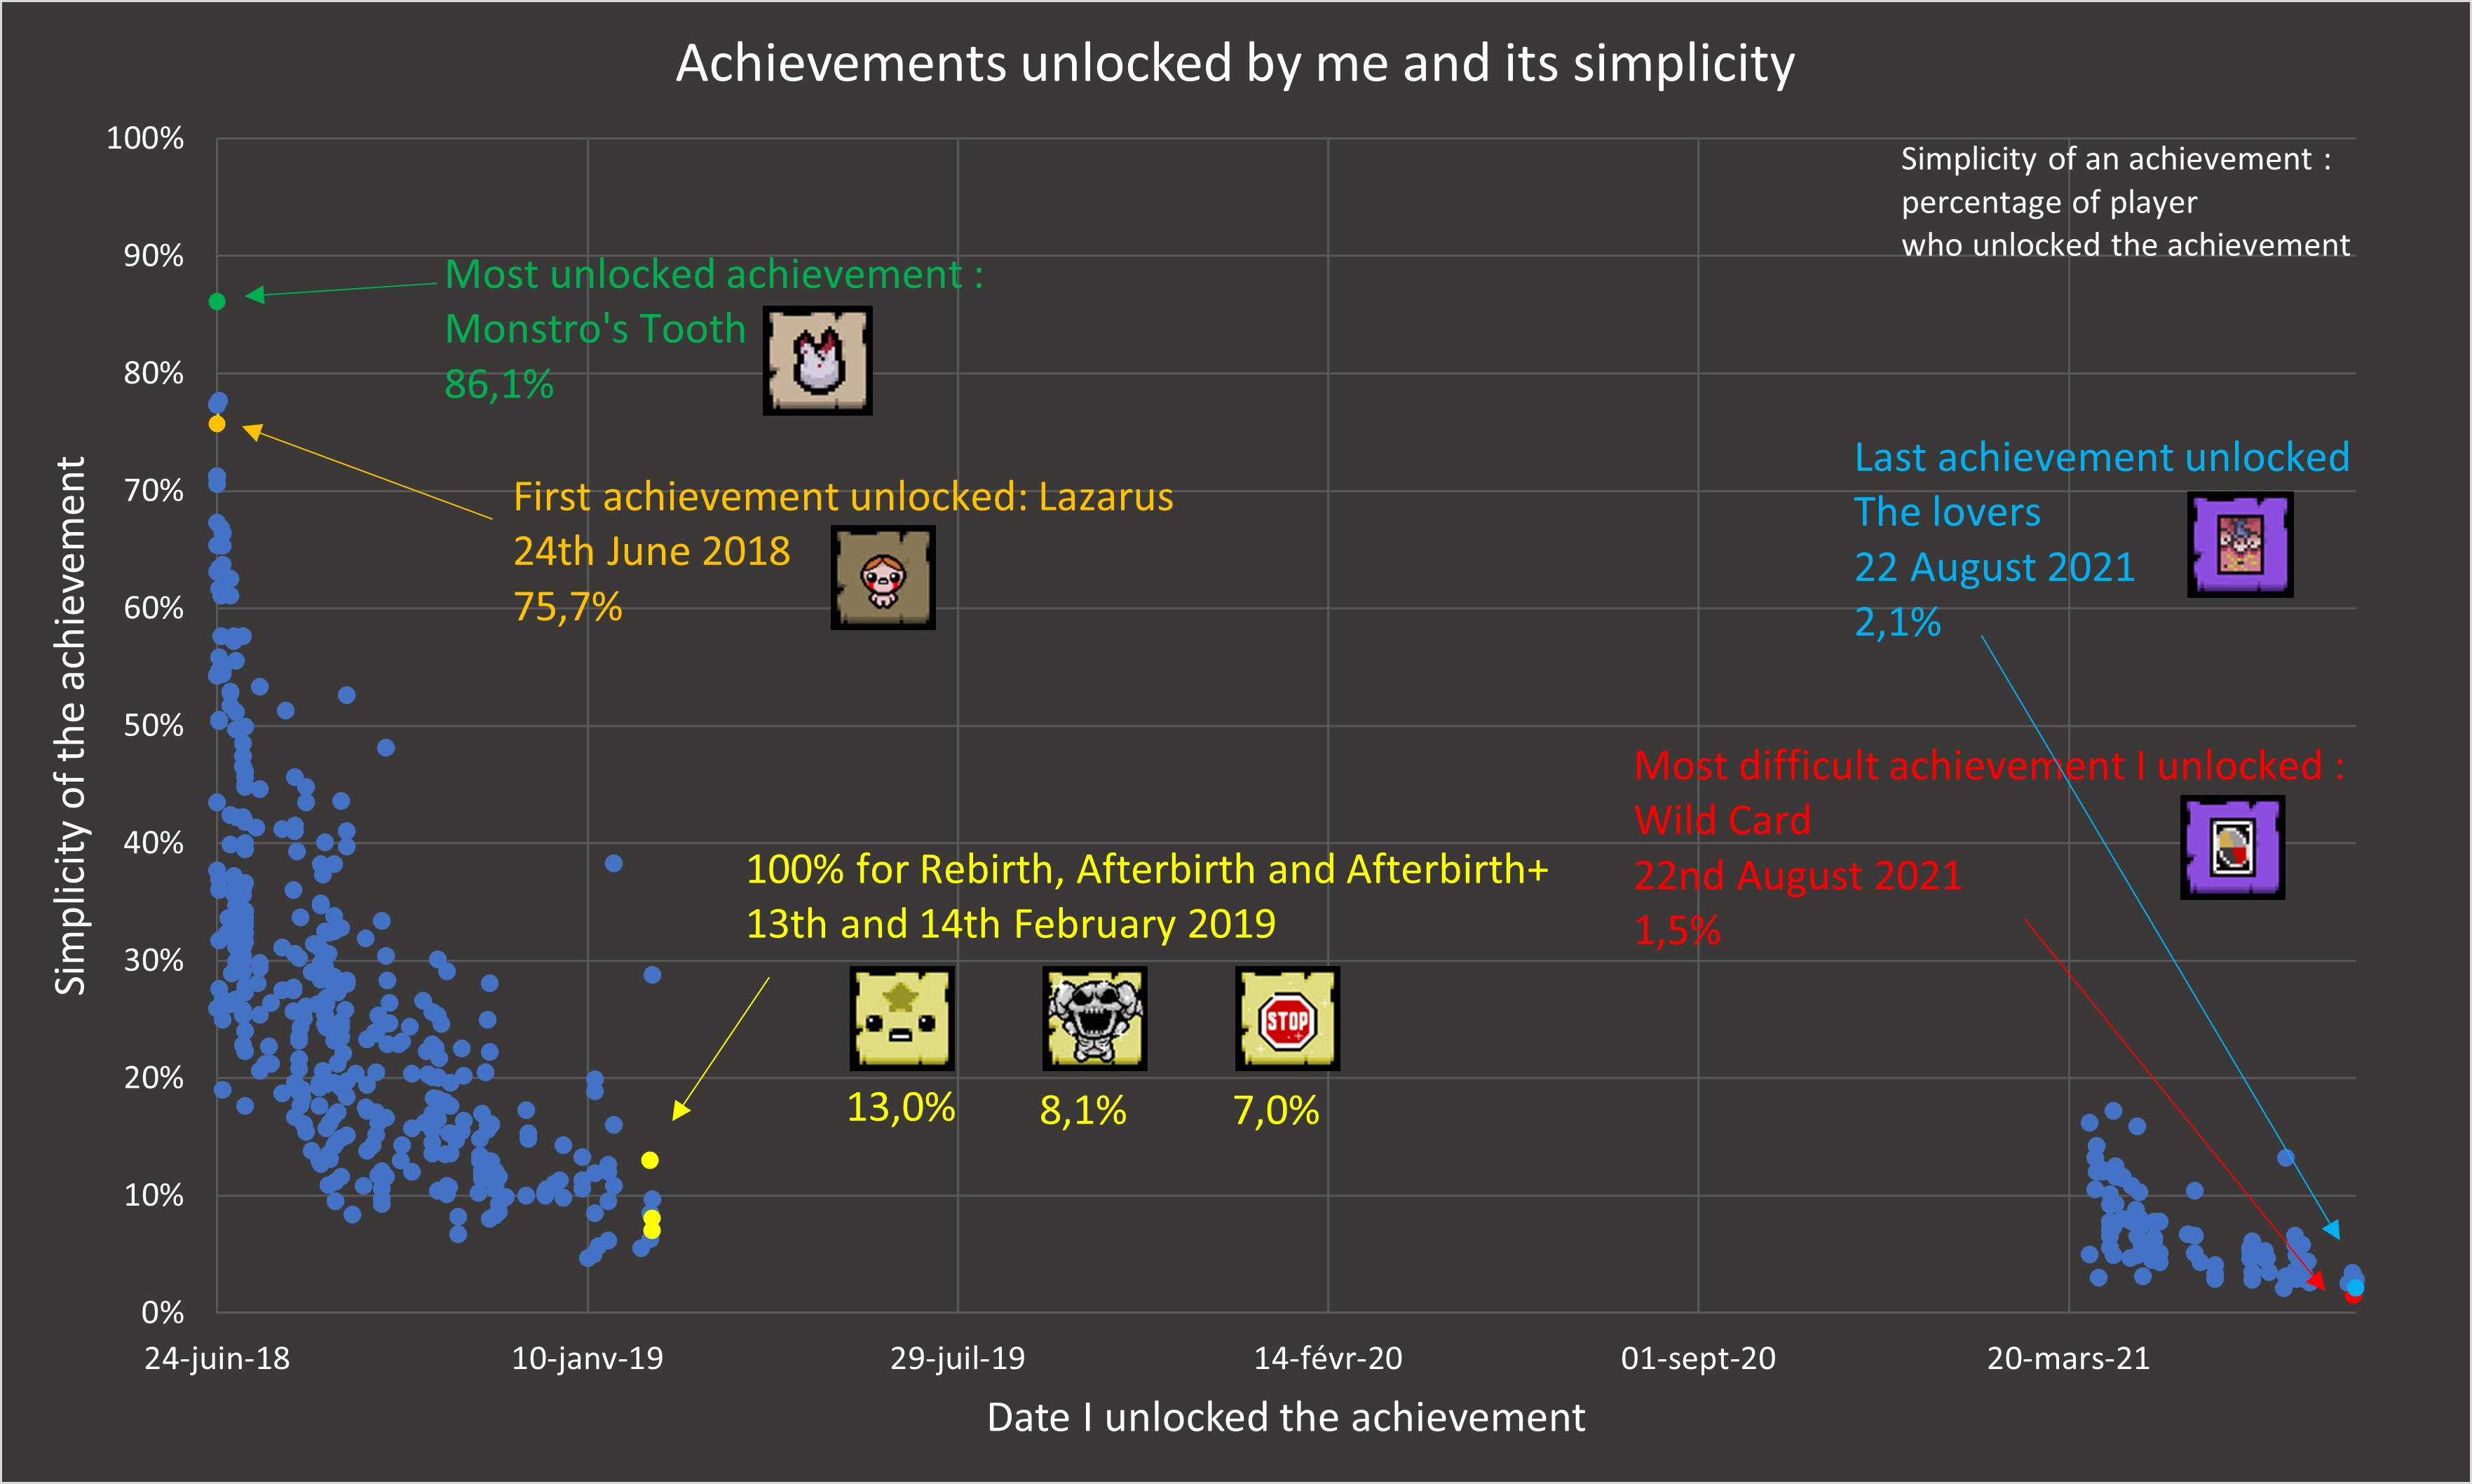 Achievements unlocked by me and its simplicity
Simplicity of an achievement :
percentage of player
who unlocked the achievement
Simplicity of the achievement
100%
90%
80%
70%
60%
50%
40%
30%
20%
10%
0%
Most unlocked achievement :
Monstro's Tooth
86,1%
First achievement unlocked: Lazarus
24th June 2018
75,7%
Last achievement unlocked
The lovers
22 August 2021
2,1%
Most difficult achievement I unlocked :
Wild Card
22nd August 2021
1,5%
100% for Rebirth, Afterbirth and Afterbirth+
13th and 14th February 2019
STOP
13,0% 8,1% 7,0%
24-juin-18 10-janv-19 29-juil-19 14-févr-20 01-sept-20 20-mars-21
Date I unlocked the achievement